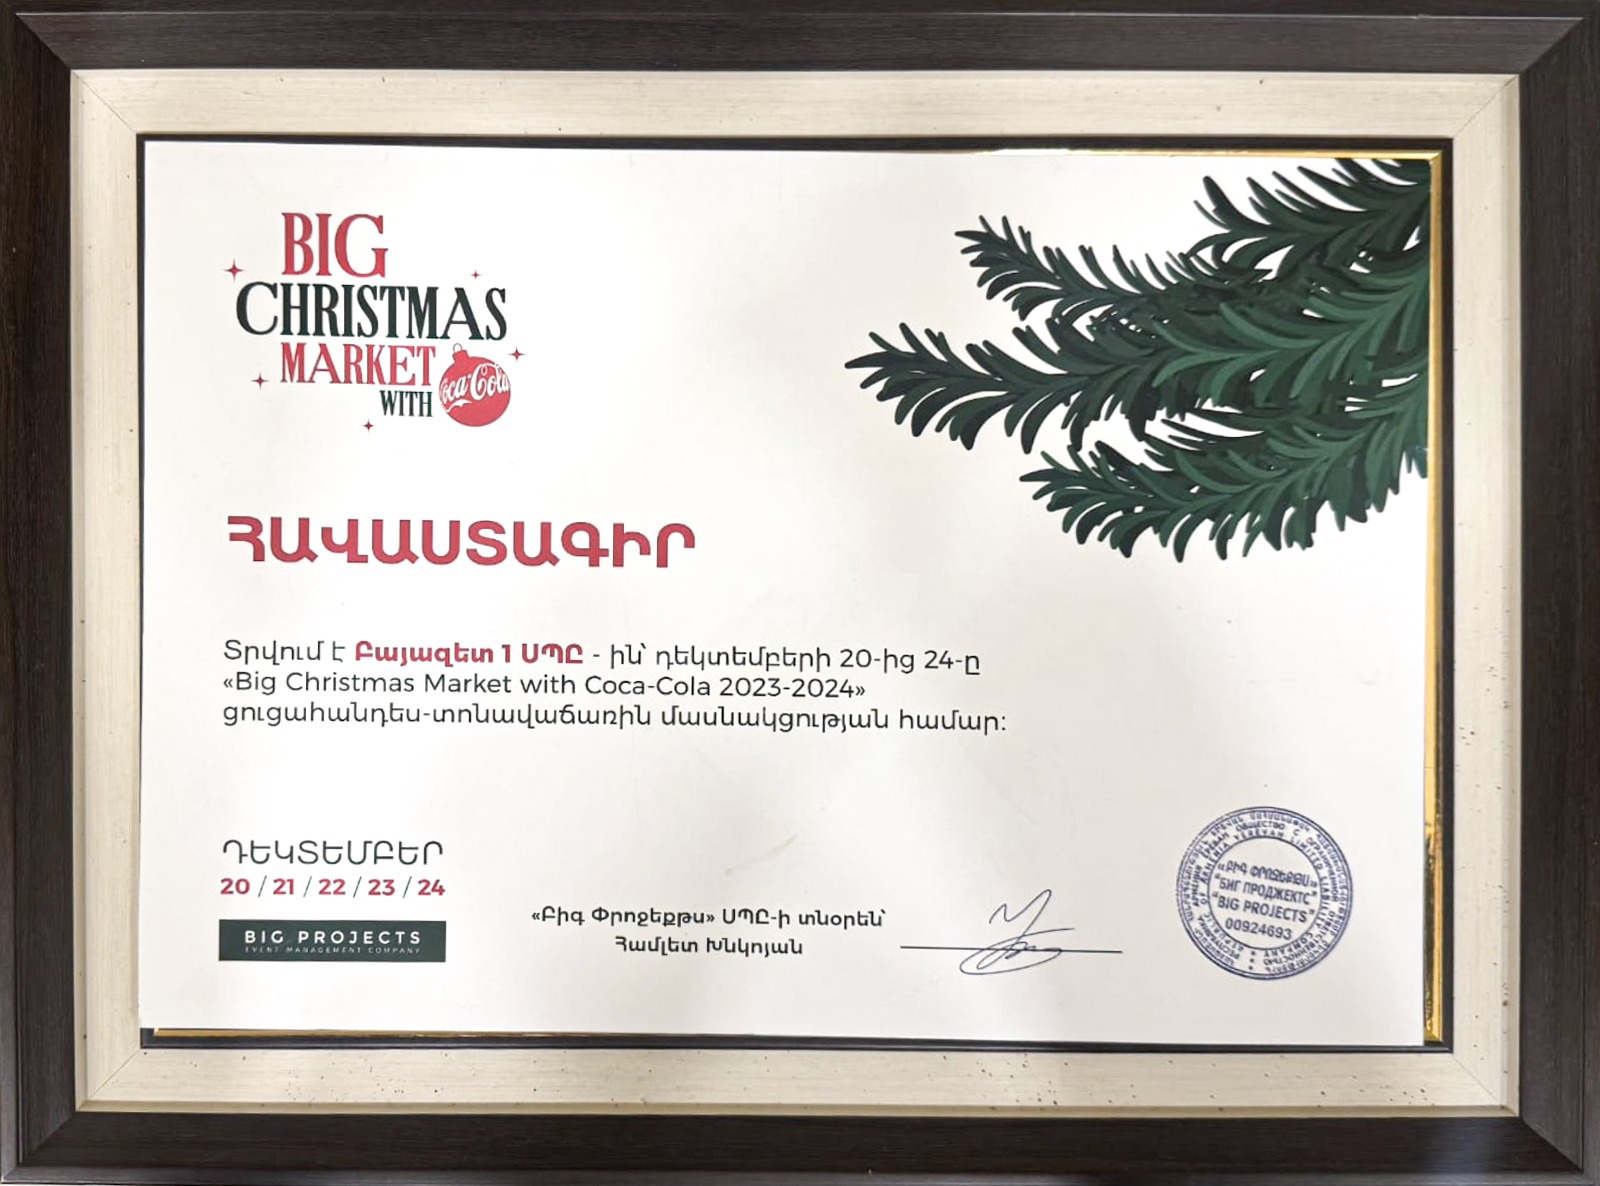 BIG
CHRISTMAS
MARKET
WITH
Coca-Cola
ՀԱՎԱՍՏԱԳԻՐ
Տրվում է Բայազետ 1 ՍՊԸ - ին՝ դեկտեմբերի 20-ից 24-ը
«Big Christmas Market with Coca-Cola 2023-2024»
ցուցահանդես-տոնավաճառին մասնակցության համար:
ԴԵԿՏԵՄԲԵՐ
20 / 21 / 22 / 23 / 24
BIG PROJECTS
EVENT MANAGEMENT COMPANY
«Բիգ Փրոջեքթս» ՍՊԸ-ի տնօրեն՝
Համլետ Խնկոյան
«ԲԻԳ ՓՐՈՋԵՔԹՍ»
"БИГ ПРОДЖЕКТС"
"BIG PROJECTS"
00924693